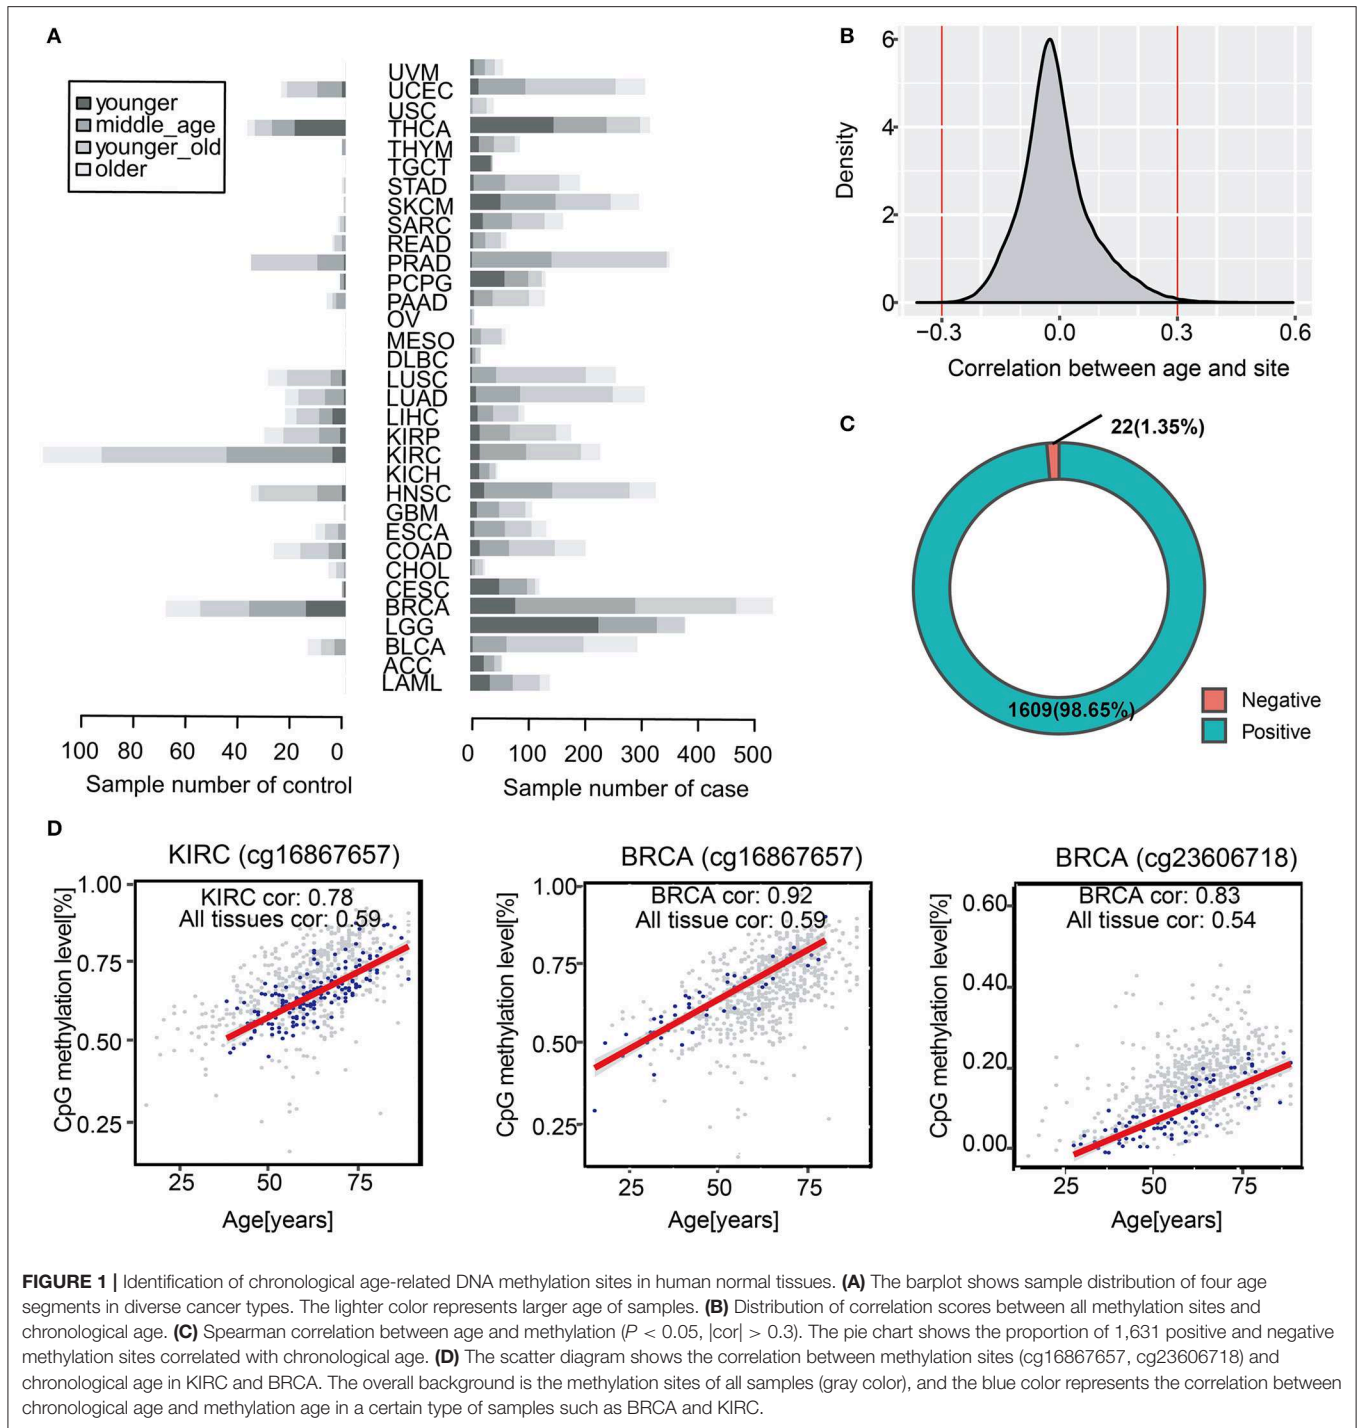 A
younger
middle_age
younger_old
older
UVM
UCEC
USC
THCA
THYM
TGCT
STAD
SKCM
SARC
READ
PRAD
PCPG
PAAD
OV
MESO
DLBC
LUSC
LUAD
LIHC
KIRP
KIRC
KICH
HNSC
GBM
ESCA
COAD
CHOL
CESC
BRCA
LGG
BLCA
ACC
LAML
100 80 60 40 20 0
Sample number of control
0 100 200 300 400 500
Sample number of case
B
6
4
2
0
Density
−0.3 0.0 0.3 0.6
Correlation between age and site
C
22(1.35%)
1609(98.65%)
Negative
Positive
D
KIRC (cg16867657)
KIRC cor: 0.78
All tissues cor: 0.59
1.00
0.75
0.50
0.25
CpG methylation level[%]
25 50 75
Age[years]
BRCA (cg16867657)
BRCA cor: 0.92
All tissue cor: 0.59
1.00
0.75
0.50
0.25
CpG methylation level[%]
25 50 75
Age[years]
BRCA (cg23606718)
BRCA cor: 0.83
All tissue cor: 0.54
0.60
0.40
0.20
0.00
CpG methylation level[%]
25 50 75
Age[years]
FIGURE 1 | Identification of chronological age-related DNA methylation sites in human normal tissues. (A) The barplot shows sample distribution of four age
segments in diverse cancer types. The lighter color represents larger age of samples. (B) Distribution of correlation scores between all methylation sites and
chronological age. (C) Spearman correlation between age and methylation (P < 0.05, |cor| > 0.3). The pie chart shows the proportion of 1,631 positive and negative
methylation sites correlated with chronological age. (D) The scatter diagram shows the correlation between methylation sites (cg16867657, cg23606718) and
chronological age in KIRC and BRCA. The overall background is the methylation sites of all samples (gray color), and the blue color represents the correlation between
chronological age and methylation age in a certain type of samples such as BRCA and KIRC.